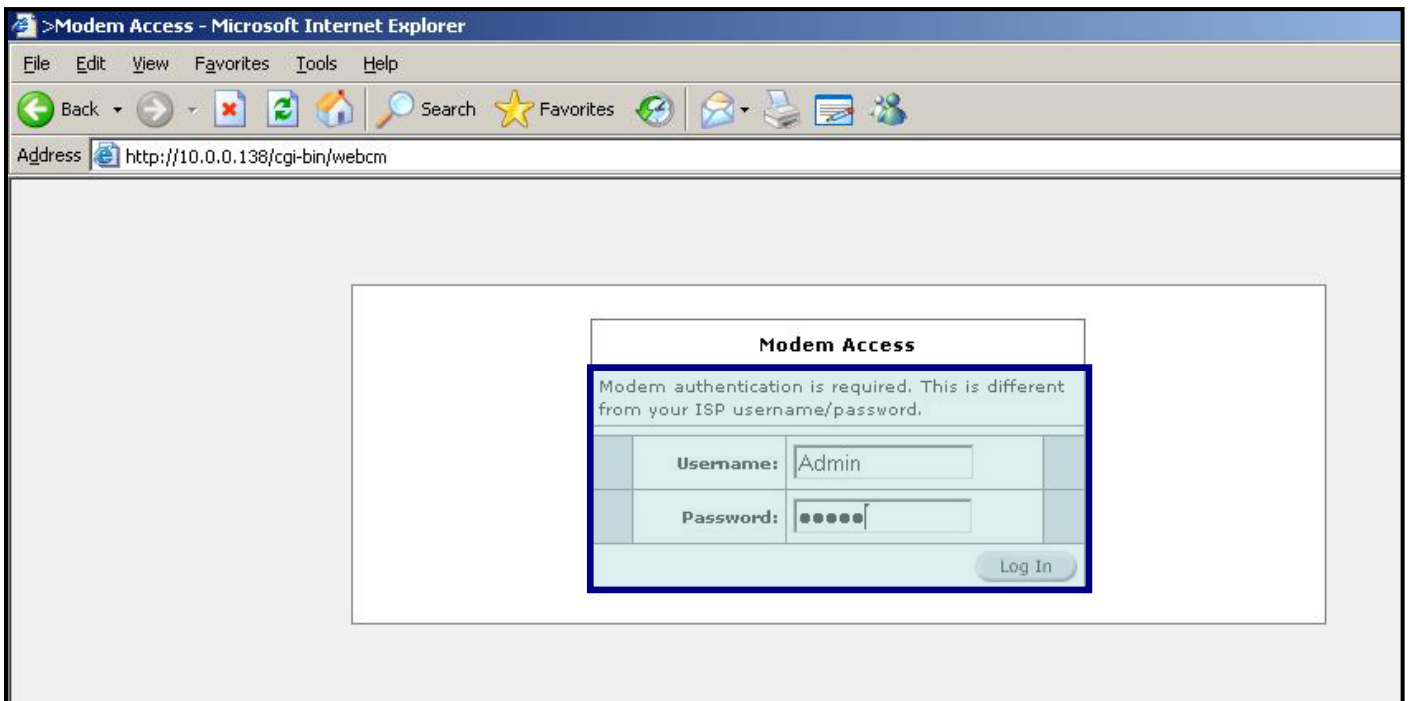 >Modem Access - Microsoft Internet Explorer
File Edit View Favorites Tools Help
Back Search Favorites
Address http://10.0.0.138/cgi-bin/webcm
Modem Access
Modem authentication is required. This is different
from your ISP username/password.
Username: Admin
Password: •••••
Log In